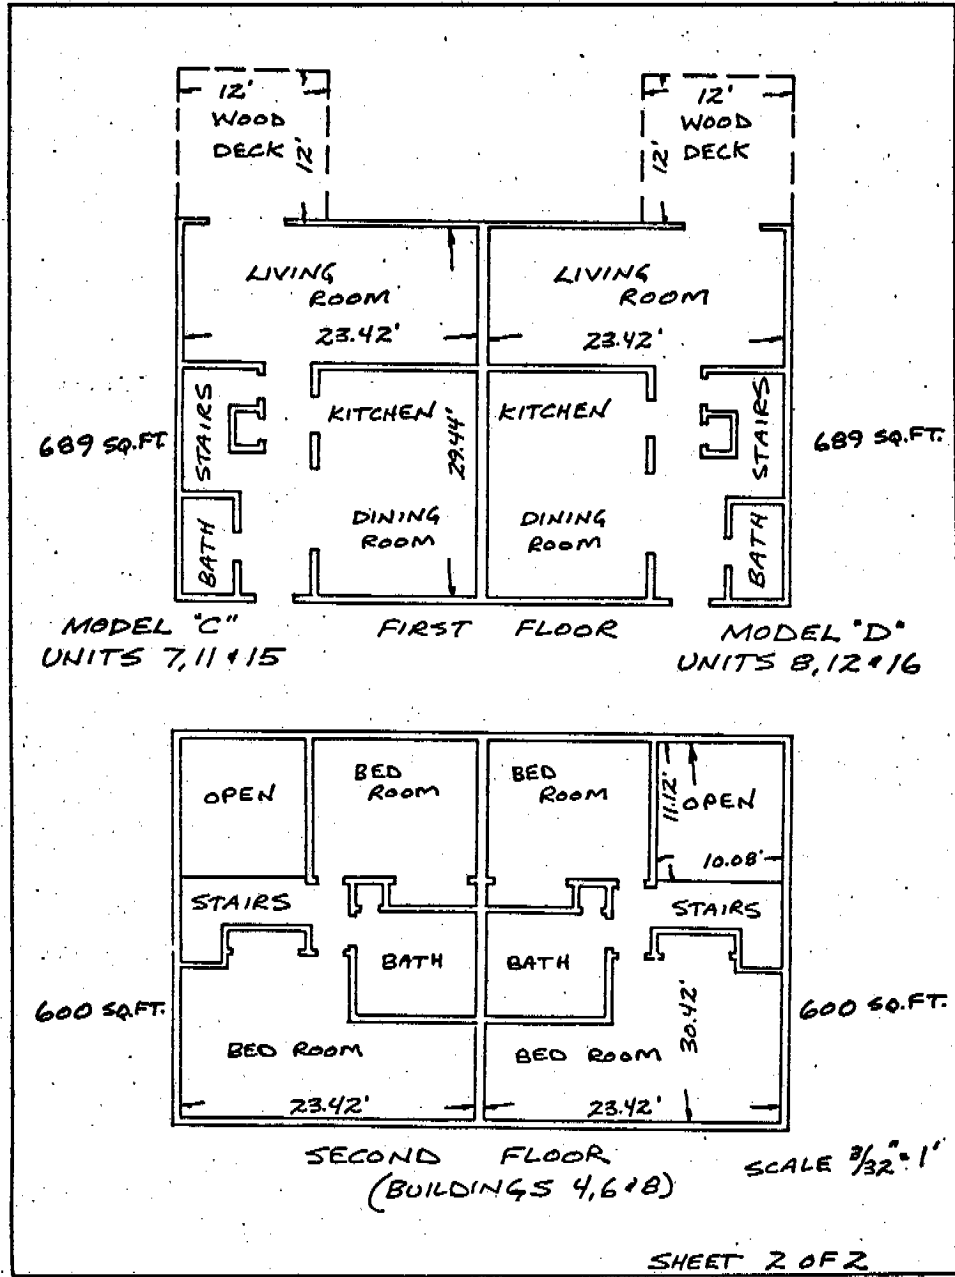 12' 12'
WOOD WOOD
DECK 12' 12' DECK
LIVING LIVING
ROOM ROOM
23.42' 23.42'
STAIRS KITCHEN 29.44' KITCHEN STAIRS
689 SQ.FT. 689 SQ.FT.
BATH DINING DINING BATH
ROOM ROOM
MODEL "C" FIRST FLOOR MODEL "D"
UNITS 7, 11 & 15 UNITS 8, 12 & 16
OPEN BED BED 11.12' OPEN
ROOM ROOM
10.08'
STAIRS STAIRS
BATH BATH
600 SQ.FT. 30.42' 600 SQ.FT.
BED ROOM BED ROOM
23.42' 23.42'
SECOND FLOOR
(BUILDINGS 4, 6 & 8)
SCALE 3/32" = 1'
SHEET 2 OF 2